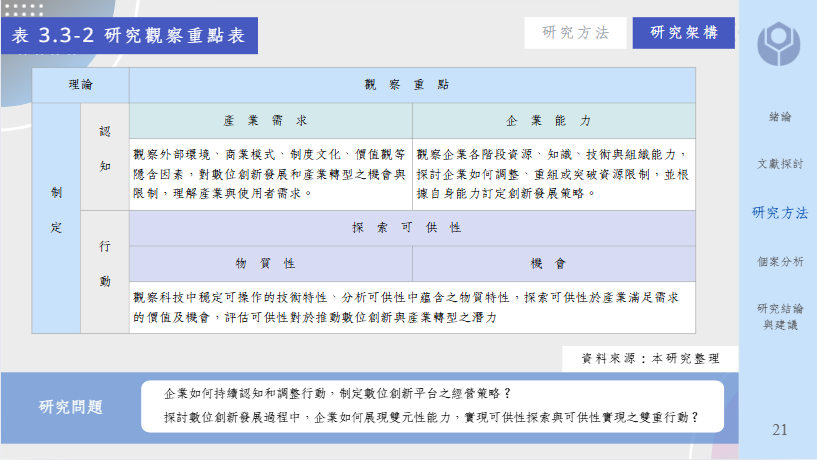 表 3.3-2 研究觀察重點表
研究方法
研究架構
理論
觀 察 重 點
制定
認知
產 業 需 求
企 業 能 力
觀察外部環境、商業模式、制度文化、價值觀等
隱含因素，對數位創新發展和產業轉型之機會與
限制，理解產業與使用者需求。
觀察企業各階段資源、知識、技術與組織能力，
探討企業如何調整、重組或突破資源限制，並根
據自身能力訂定創新發展策略。
行動
探 索 可 供 性
物 質 性
機 會
觀察科技中穩定可操作的技術特性、分析可供性中蘊含之物質特性，探索可供性於產業滿足需求
的價值及機會，評估可供性對於推動數位創新與產業轉型之潛力
資料來源：本研究整理
研究問題
企業如何持續認知和調整行動，制定數位創新平台之經營策略？
探討數位創新發展過程中，企業如何展現雙元性能力，實現可供性探索與可供性實現之雙重行動？
緒論
文獻探討
研究方法
個案分析
研究結論
與建議
21